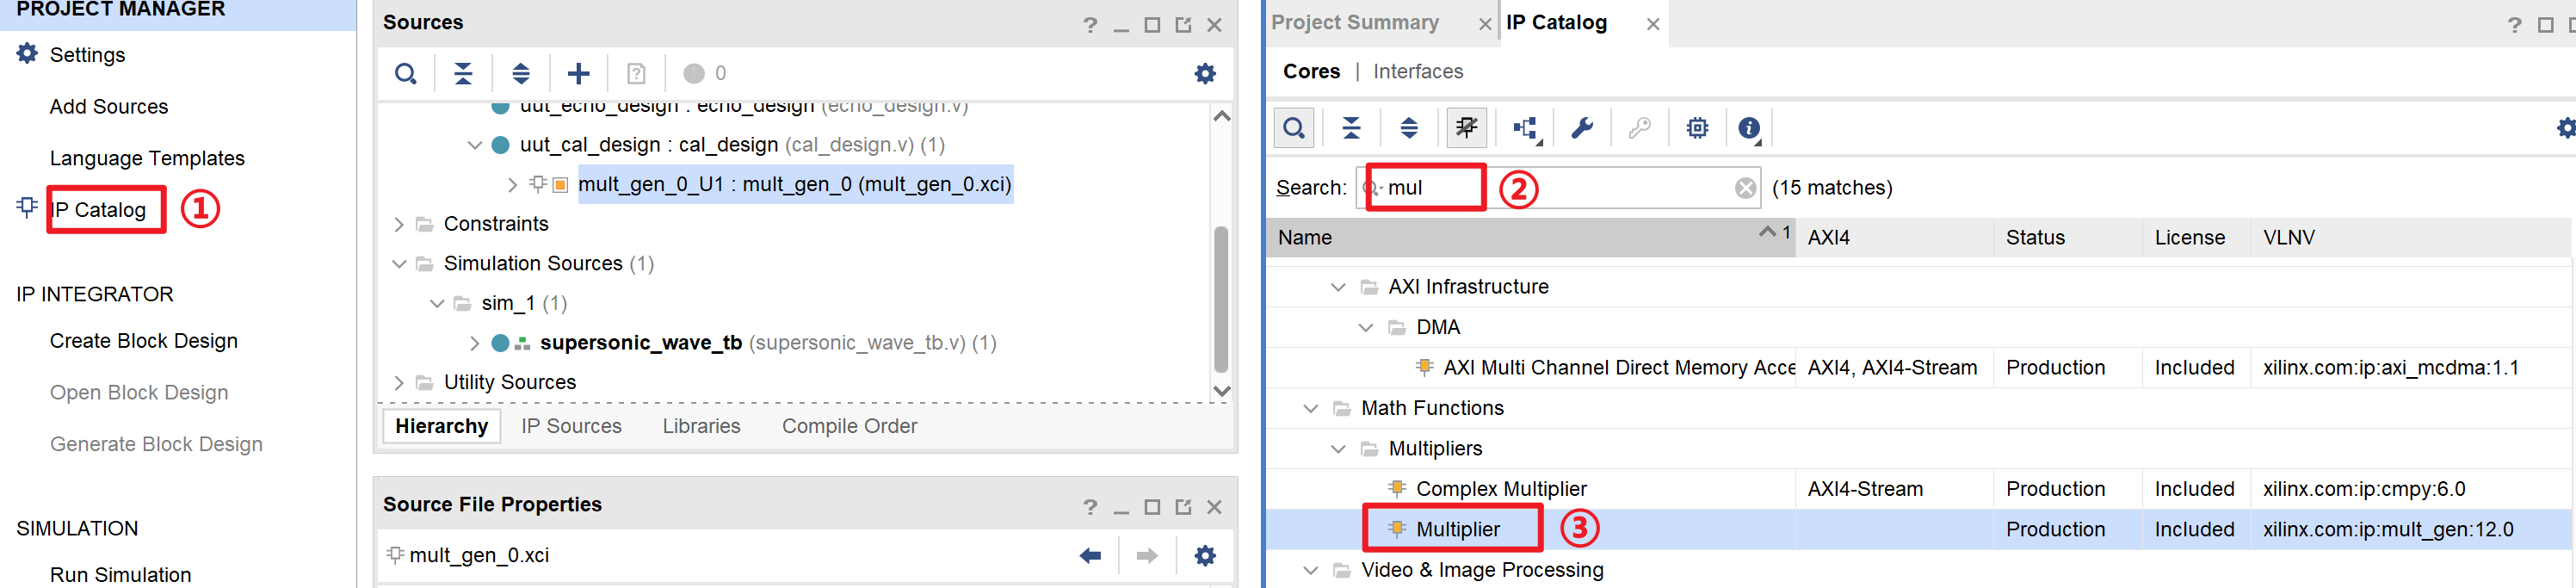 PROJECT MANAGER
Settings
Add Sources
Language Templates
IP Catalog ①
IP INTEGRATOR
Create Block Design
Open Block Design
Generate Block Design
SIMULATION
Run Simulation
Sources
? 
0
uut_echo_design : echo_design (echo_design.v)
uut_cal_design : cal_design (cal_design.v) (1)
mult_gen_0_U1 : mult_gen_0 (mult_gen_0.xci)
Constraints
Simulation Sources (1)
sim_1 (1)
supersonic_wave_tb (supersonic_wave_tb.v) (1)
Utility Sources
Hierarchy IP Sources Libraries Compile Order
Source File Properties
?
mult_gen_0.xci
Project Summary IP Catalog
?
Cores | Interfaces
Search: mul ② (15 matches)
Name 1 AXI4 Status License VLNV
AXI Infrastructure
DMA
AXI Multi Channel Direct Memory Acce AXI4, AXI4-Stream Production Included xilinx.com:ip:axi_mcdma:1.1
Math Functions
Multipliers
Complex Multiplier AXI4-Stream Production Included xilinx.com:ip:cmpy:6.0
Multiplier ③ Production Included xilinx.com:ip:mult_gen:12.0
Video & Image Processing